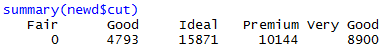 summary(newd$cut)
Fair Good Ideal Premium Very Good
0 4793 15871 10144 8900